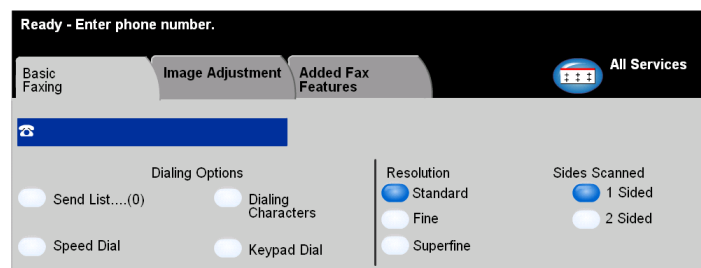 Ready - Enter phone number.
Basic
Faxing
Image Adjustment
Added Fax
Features
All Services
Dialing Options
Send List....(0)
Dialing
Characters
Speed Dial
Keypad Dial
Resolution
Standard
Fine
Superfine
Sides Scanned
1 Sided
2 Sided